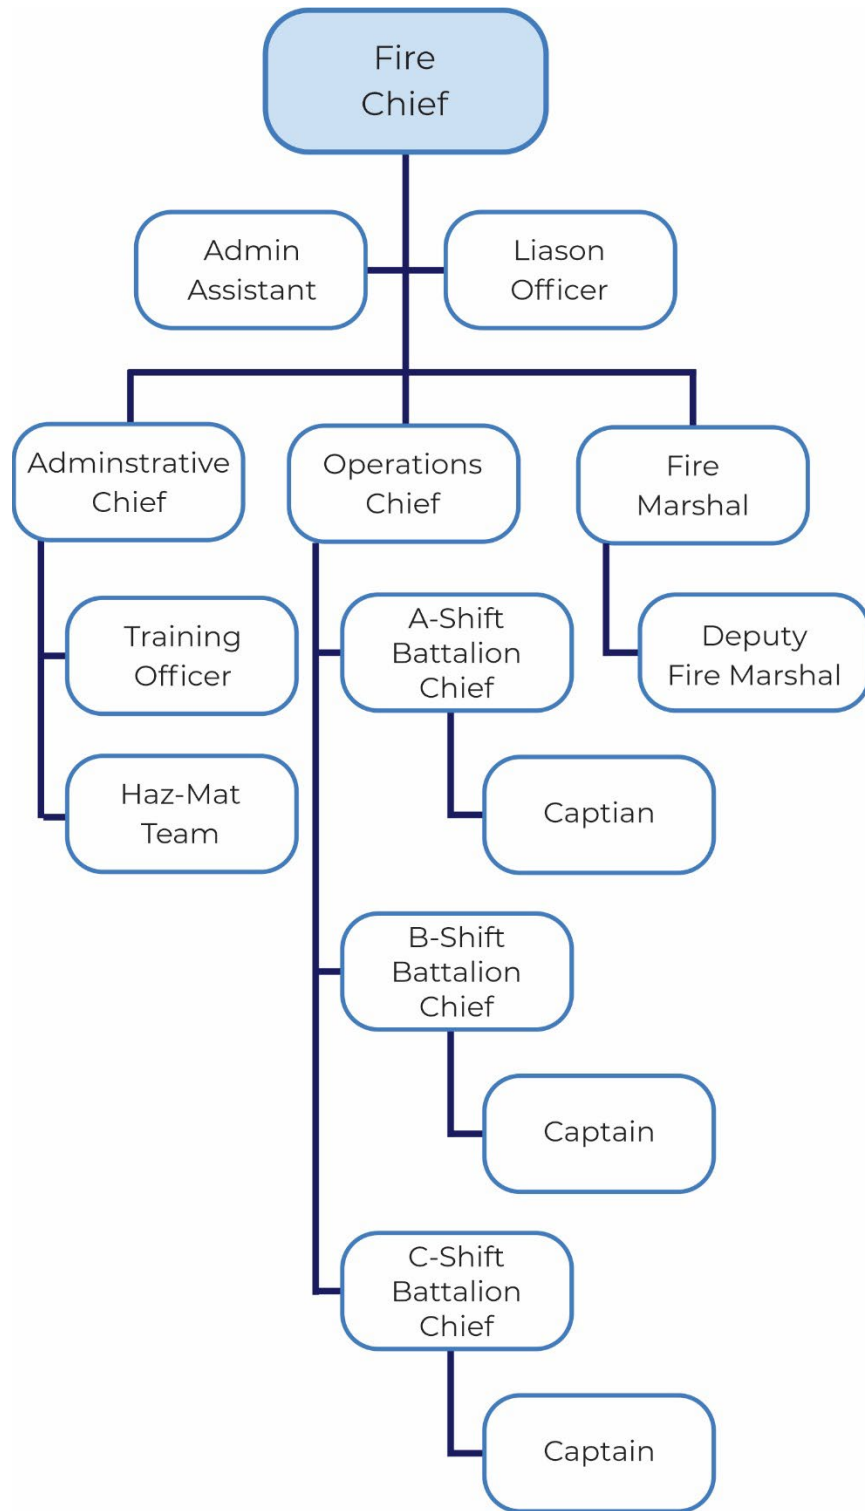 Fire
Chief
Admin
Assistant
Liason
Officer
Adminstrative
Chief
Operations
Chief
Fire
Marshal
Training
Officer
A-Shift
Battalion
Chief
Deputy
Fire Marshal
Haz-Mat
Team
Captian
B-Shift
Battalion
Chief
Captain
C-Shift
Battalion
Chief
Captain